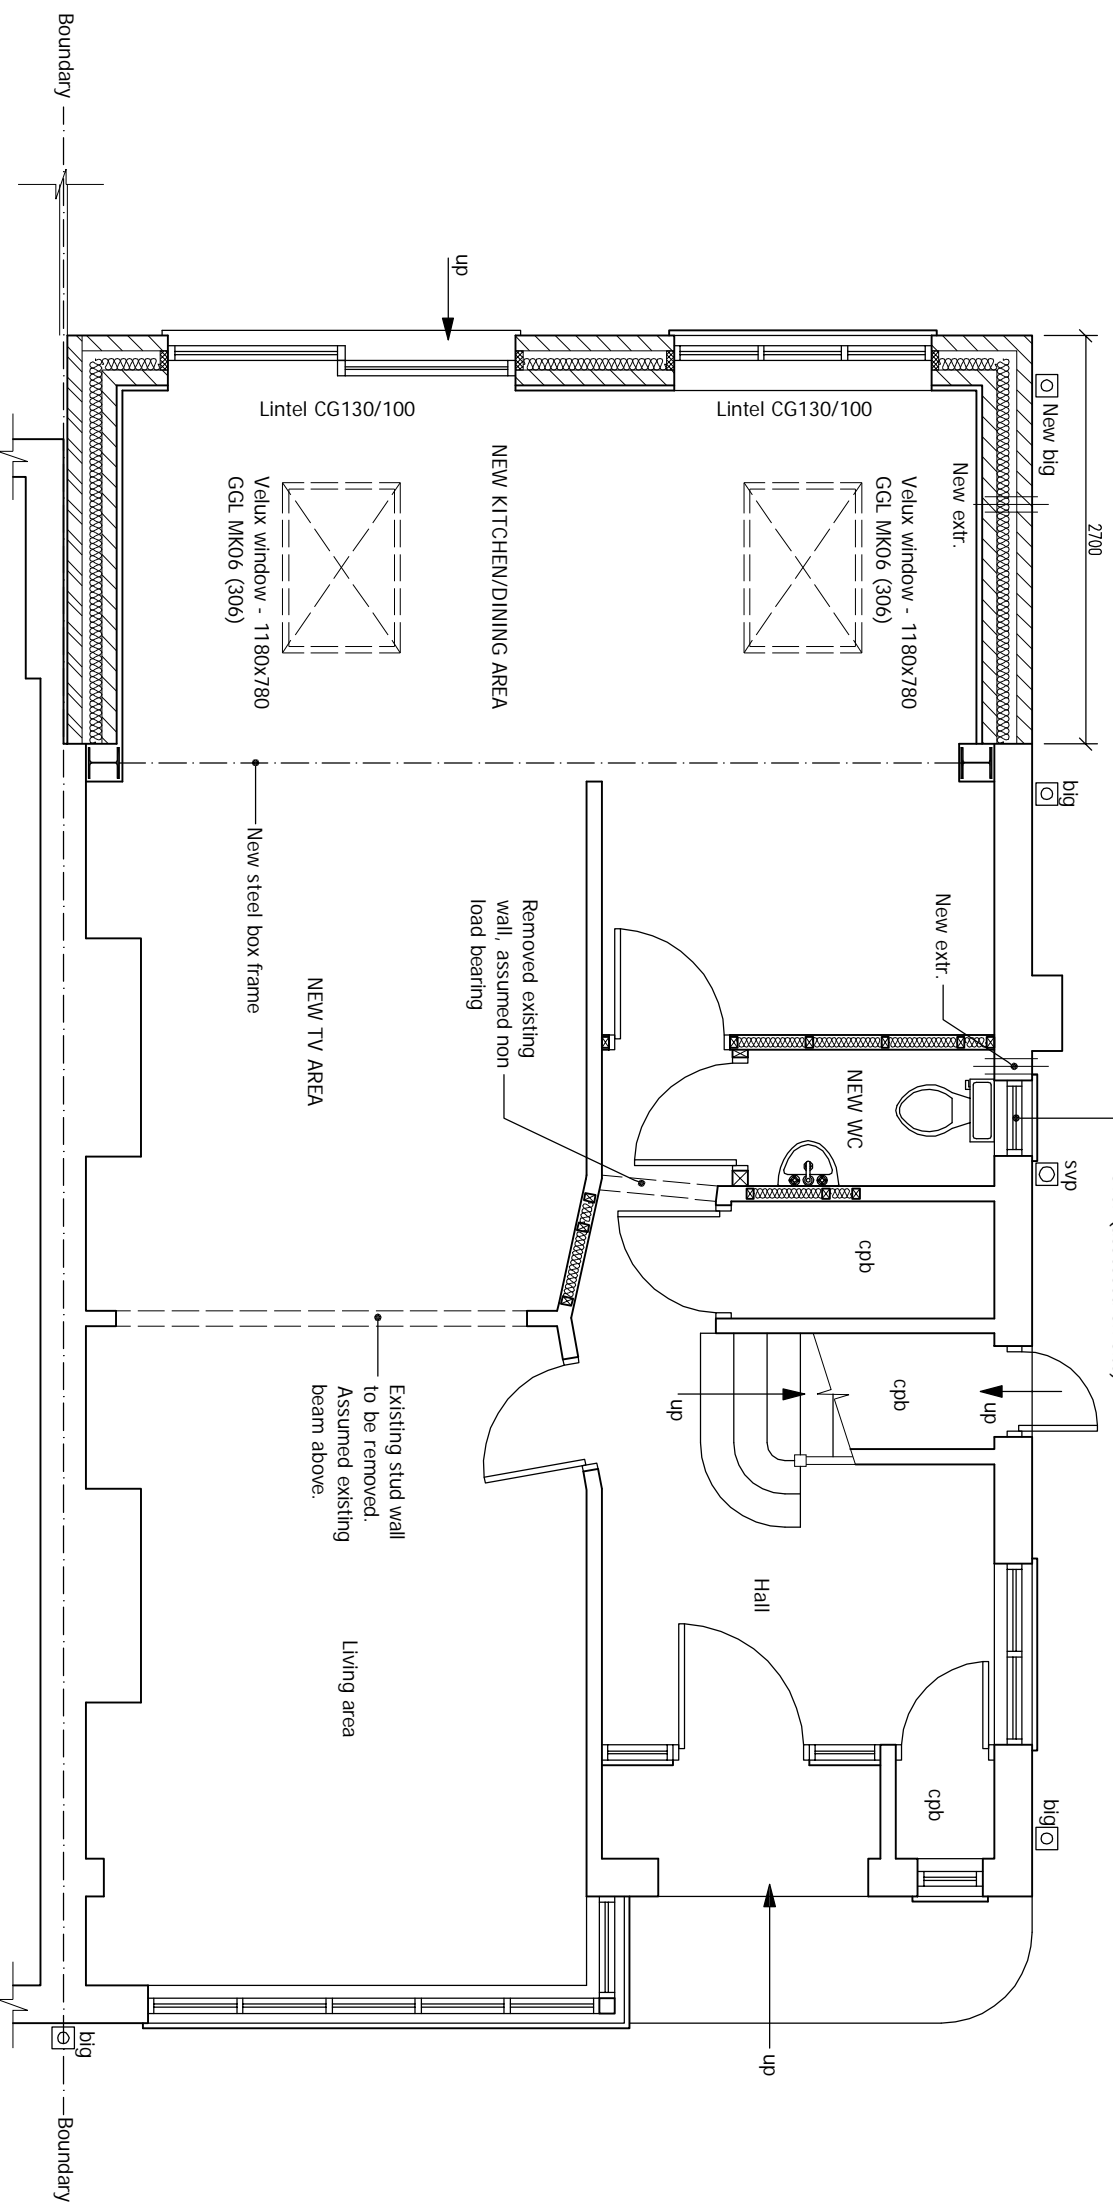 2700
big
svp
New big
big
New extr.
New extr.
up
big
cpb
Velux window - 1180x780
GGL MK06 (306)
cpb
cpb
NEW WC
Lintel CG130/100
Hall
up
up
Removed existing
wall, assumed non
load bearing
NEW KITCHEN/DINING AREA
up
Existing stud wall
to be removed.
Assumed existing
beam above.
Living area
NEW TV AREA
Lintel CG130/100
Velux window - 1180x780
GGL MK06 (306)
New steel box frame
big
Boundary
Boundary